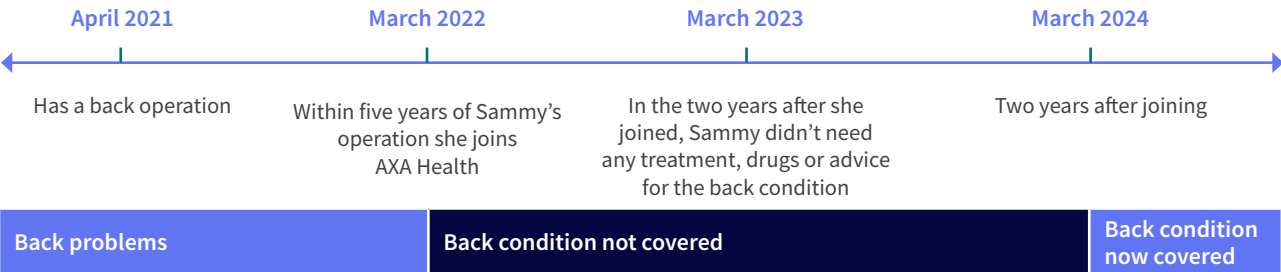 April 2021
March 2022
March 2023
March 2024
Has a back operation
Within five years of Sammy’s
operation she joins
AXA Health
In the two years after she
joined, Sammy didn’t need
any treatment, drugs or advice
for the back condition
Two years after joining
Back problems
Back condition not covered
Back condition
now covered